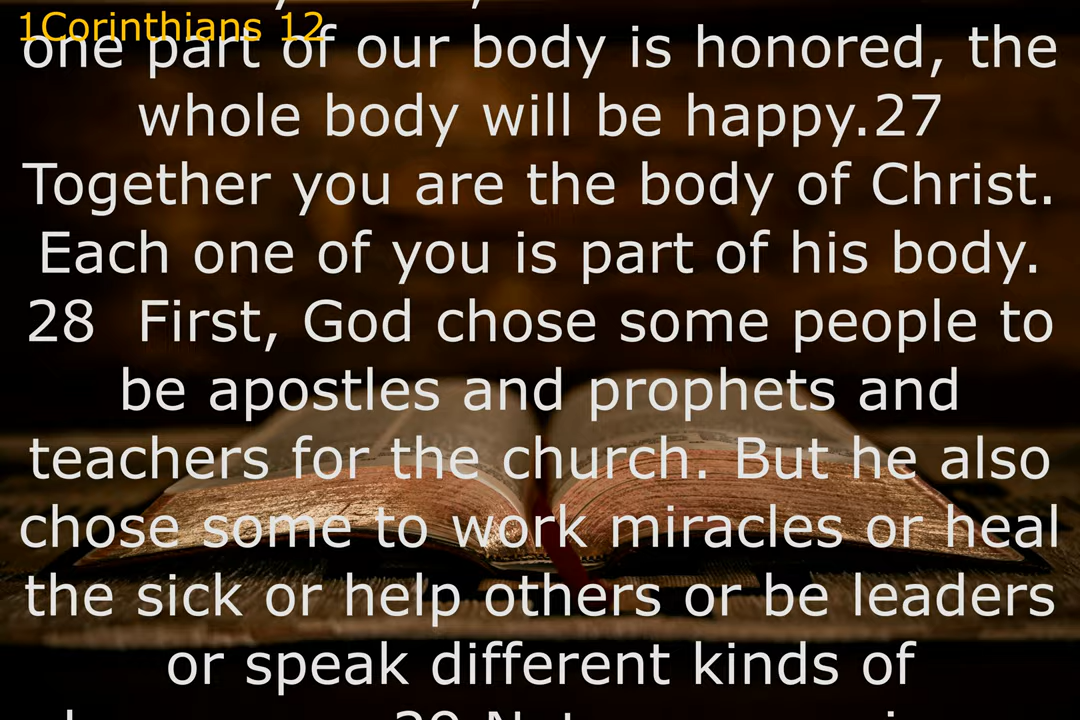 1Corinthians 12
one part of our body is honored, the
whole body will be happy.27
Together you are the body of Christ.
Each one of you is part of his body.
28  First, God chose some people to
be apostles and prophets and
teachers for the church. But he also
chose some to work miracles or heal
the sick or help others or be leaders
or speak different kinds of